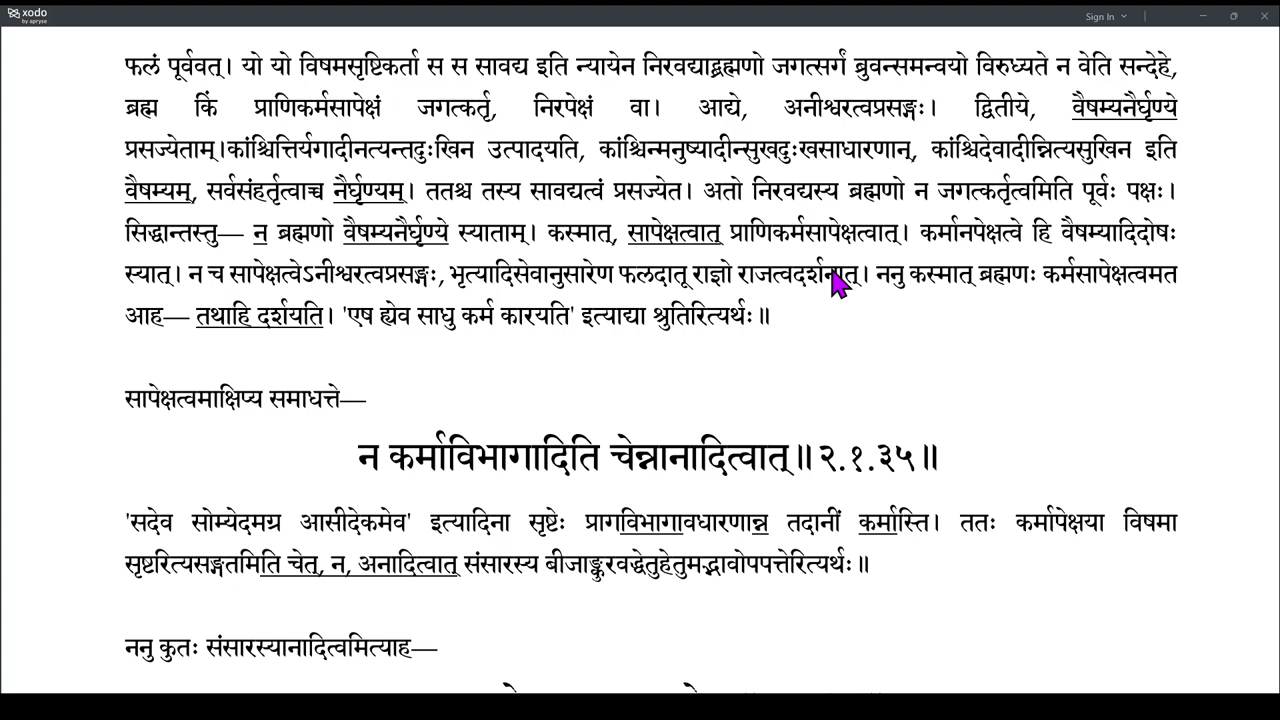 xodo
by apryse
Sign In
फलं पूर्ववत्। यो यो विषमसृष्टिकर्ता स स सावद्य इति न्यायेन निरवद्याद्ब्रह्मणो जगत्सर्गं ब्रुवन्समन्वयो विरुध्यते न वेति सन्देहे,
ब्रह्म किं प्राणिकर्मसापेक्षं जगत्कर्तृ, निरपेक्षं वा। आद्ये, अनीश्वरत्वप्रसङ्गः। द्वितीये, वैषम्यनैर्घृण्ये
प्रसज्येताम्।कांश्चित्तिर्यगादीनत्यन्तदुःखिन उत्पादयति, कांश्चिन्मनुष्यादीन्सुखदुःखसाधारणान्, कांश्चिद्देवादीन्नित्यसुखिन इति
वैषम्यम्, सर्वसंहर्तृत्वाच्च नैर्घृण्यम्। ततश्च तस्य सावद्यत्वं प्रसज्येत। अतो निरवद्यस्य ब्रह्मणो न जगत्कर्तृत्वमिति पूर्वः पक्षः।
सिद्धान्तस्तु— न ब्रह्मणो वैषम्यनैर्घृण्ये स्याताम्। कस्मात्, सापेक्षत्वात् प्राणिकर्मसापेक्षत्वात्। कर्मानपेक्षत्वे हि वैषम्यादिदोषः
स्यात्। न च सापेक्षत्वेऽनीश्वरत्वप्रसङ्गः, भृत्यादिसेवानुसारेण फलदातृ राज्ञो राजत्वदर्शनात्। ननु कस्मात् ब्रह्मणः कर्मसापेक्षत्वमत
आह— तथाहि दर्शयति। 'एष ह्येव साधु कर्म कारयति' इत्याद्या श्रुतिरित्यर्थः॥
सापेक्षत्वमाक्षिप्य समाधत्ते—
न कर्माविभागादिति चेन्नानादित्वात्॥२.१.३५॥
'सदेव सोम्येदमग्र आसीदेकमेव' इत्यादिना सृष्टेः प्रागविभागावधारणान्न तदानीं कर्मास्ति। ततः कर्मापेक्षया विषमा
सृष्टरित्यसङ्गतमिति चेत्, न, अनादित्वात् संसारस्य बीजाङ्कुरवद्धेतुहेतुमद्भावोपपत्तेरित्यर्थः॥
ननु कुतः संसारस्यानादित्वमित्याह—